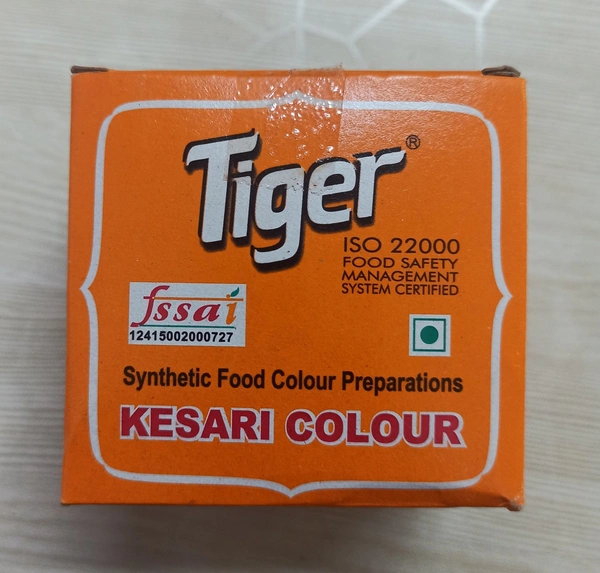 Tiger®
ISO 22000
FOOD SAFETY
MANAGEMENT
SYSTEM CERTIFIED
fssai
12415002000727
Synthetic Food Colour Preparations
KESARI COLOUR